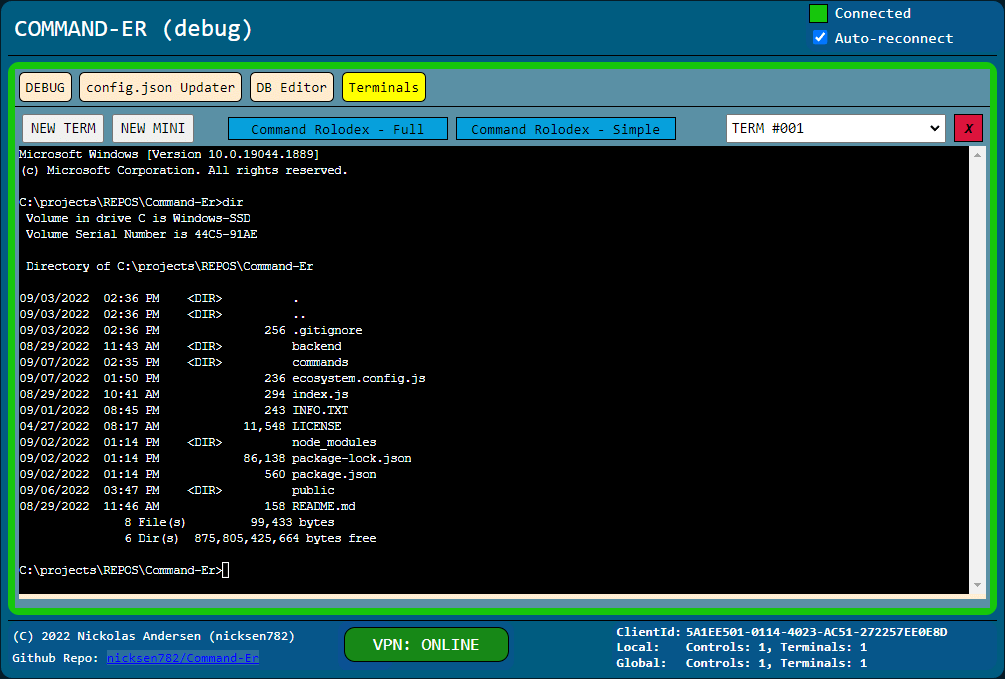 COMMAND-ER (debug)
Connected
Auto-reconnect
DEBUG config.json Updater DB Editor Terminals
NEW TERM NEW MINI Command Rolodex - Full Command Rolodex - Simple TERM #001 X
Microsoft Windows [Version 10.0.19044.1889]
(c) Microsoft Corporation. All rights reserved.
C:\projects\REPOS\Command-Er>dir
Volume in drive C is Windows-SSD
Volume Serial Number is 44C5-91AE
Directory of C:\projects\REPOS\Command-Er
09/03/2022 02:36 PM <DIR> .
09/03/2022 02:36 PM <DIR> ..
09/03/2022 02:36 PM 256 .gitignore
08/29/2022 11:43 AM <DIR> backend
09/07/2022 02:35 PM <DIR> commands
09/07/2022 01:50 PM 236 ecosystem.config.js
08/29/2022 10:41 AM 294 index.js
09/01/2022 08:45 PM 243 INFO.TXT
04/27/2022 08:17 AM 11,548 LICENSE
09/02/2022 01:14 PM <DIR> node_modules
09/02/2022 01:14 PM 86,138 package-lock.json
09/02/2022 01:14 PM 560 package.json
09/06/2022 03:47 PM <DIR> public
08/29/2022 11:46 AM 158 README.md
8 File(s) 99,433 bytes
6 Dir(s) 875,805,425,664 bytes free
C:\projects\REPOS\Command-Er>
(C) 2022 Nickolas Andersen (nicksen782)
Github Repo: nicksen782/Command-Er
VPN: ONLINE
ClientId: 5A1EE501-0114-4023-AC51-272257EE0E8D
Local: Controls: 1, Terminals: 1
Global: Controls: 1, Terminals: 1